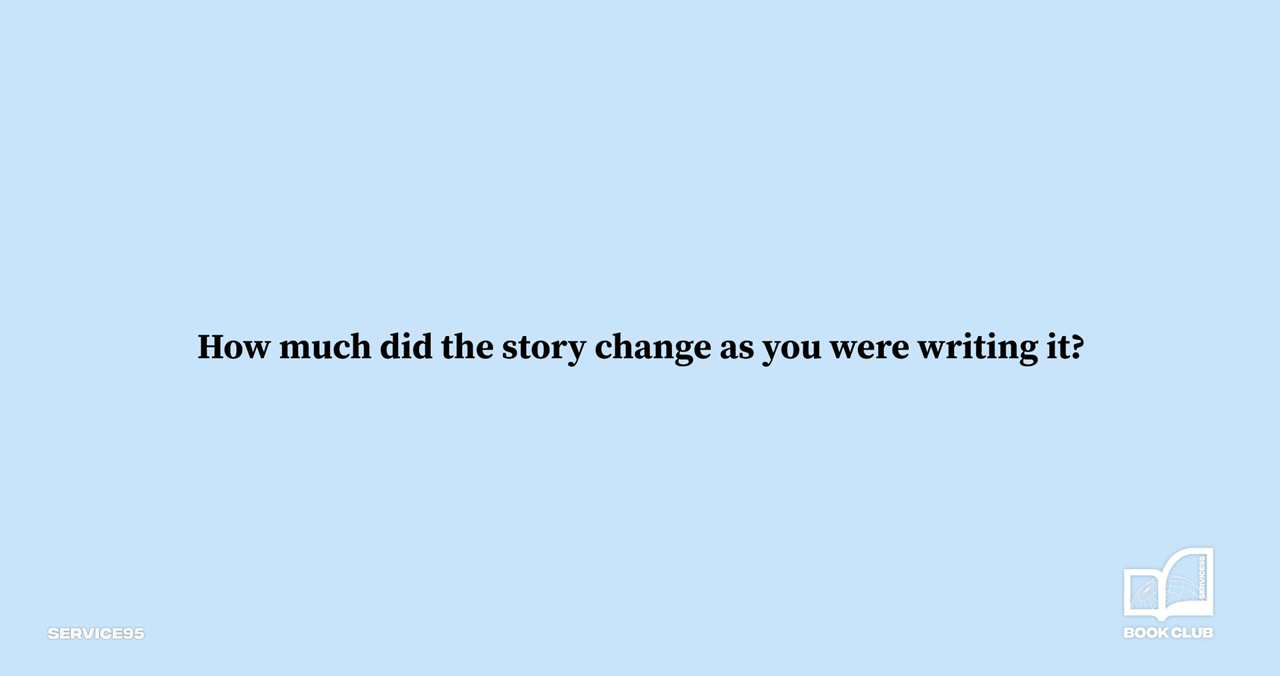 How much did the story change as you were writing it?
SERVICE95
SERVICE95
BOOK CLUB